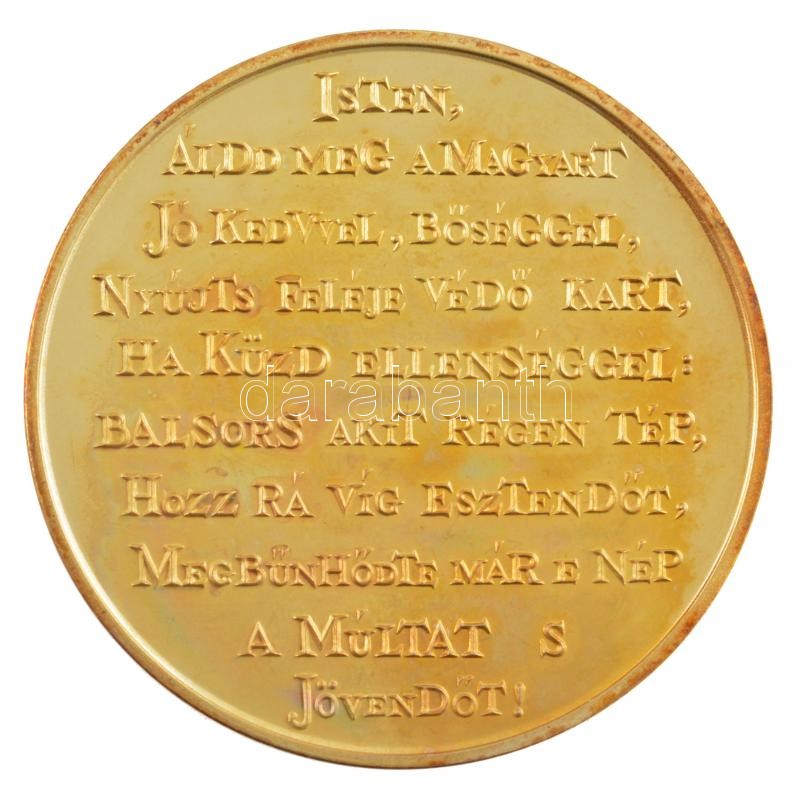 ISTEN,
ÁLDD MEG A MAGYART
JÓ KEDVVEL, BŐSÉGGEL,
NYÚJTS FELÉJE VÉDŐ KART,
HA KÜZD ELLENSÉGGEL:
darabanth
BALSORS AKIT REGEN TÉP,
HOZZ RÁ VÍG ESZTENDŐT,
MEGBŰNHŐDTE MÁR E NÉP
A MÚLTAT S
JÖVENDŐT!